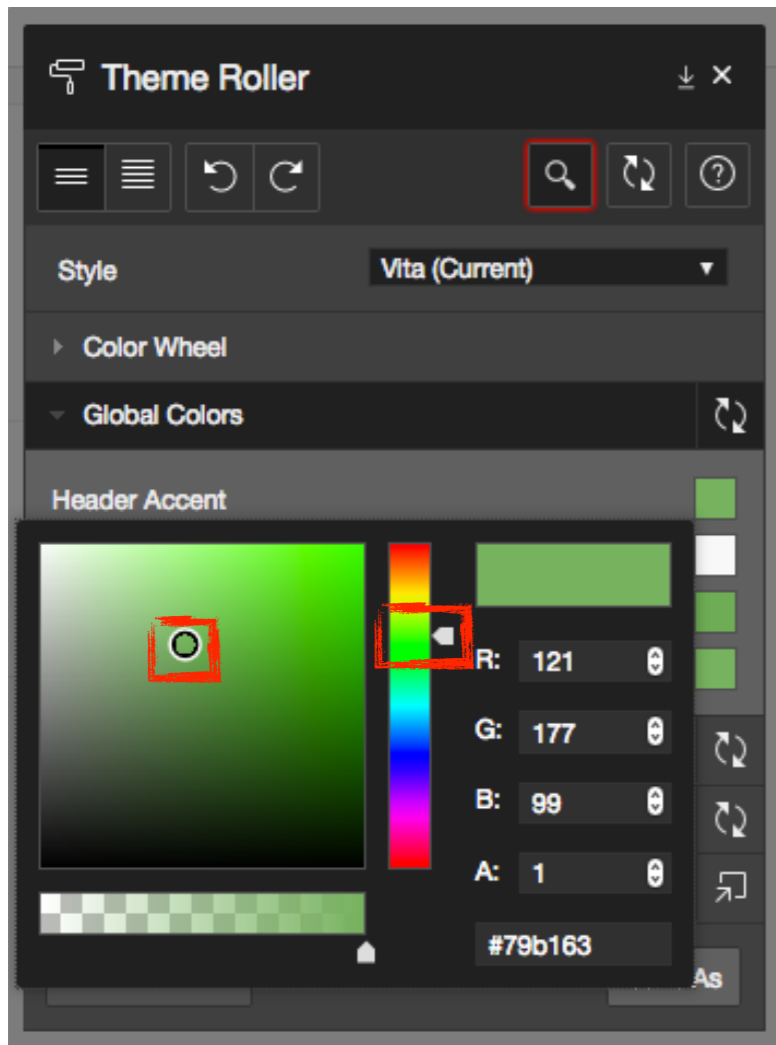 Theme Roller
Style
Vita (Current)
Color Wheel
Global Colors
Header Accent
R: 121
G: 177
B: 99
A: 1
#79b163
As